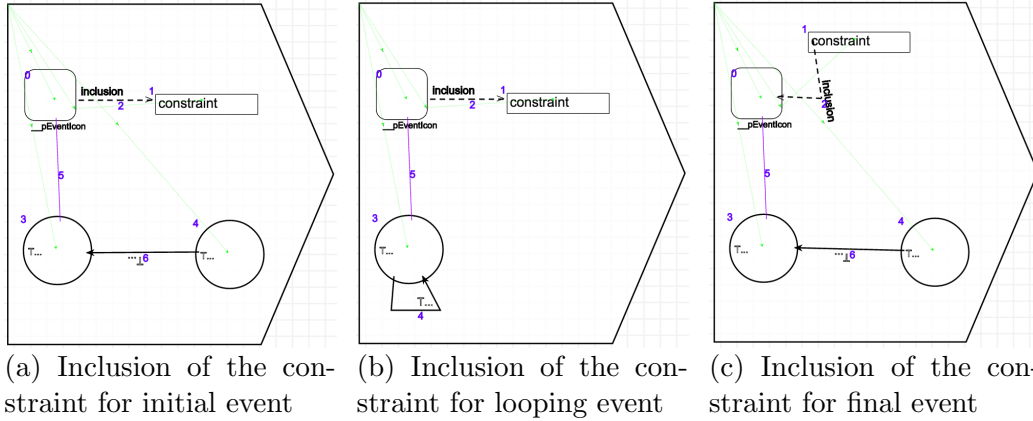 0
inclusion
1
2
constraint
__pEventIcon
5
3
4
T...
T...
6
T...
(a) Inclusion of the con-
straint for initial event
0
inclusion
1
2
constraint
__pEventIcon
5
3
T...
T...
4
(b) Inclusion of the con-
straint for looping event
1
constraint
0
inclusion
2
__pEventIcon
5
3
4
T...
T...
6
T...
(c) Inclusion of the con-
straint for final event